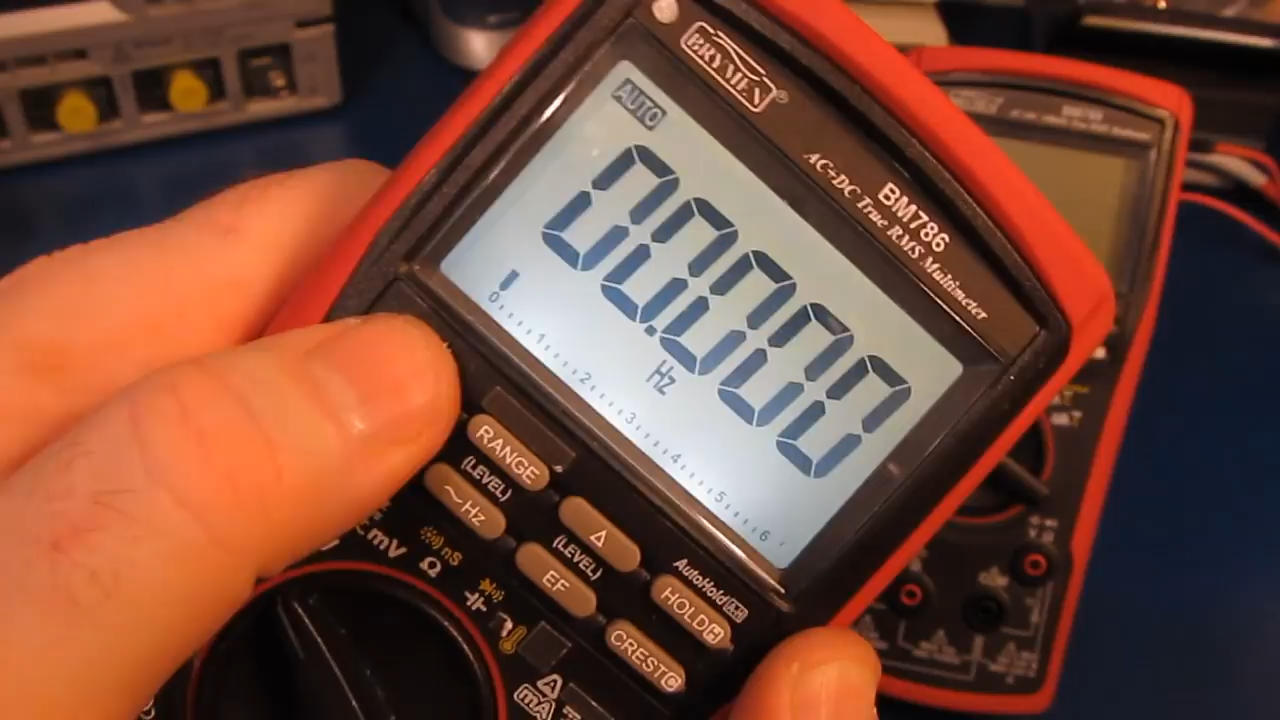 BRYMEN®
BM786
AC+DC True RMS Multimeter
AUTO
00.000
Hz
0 1 2 3 4 5 6
RANGE
(LEVEL)
~Hz
Δ
(LEVEL)
EF
AutoHold A-H
HOLD H
CREST C
mV
nS
Ω
A
mA